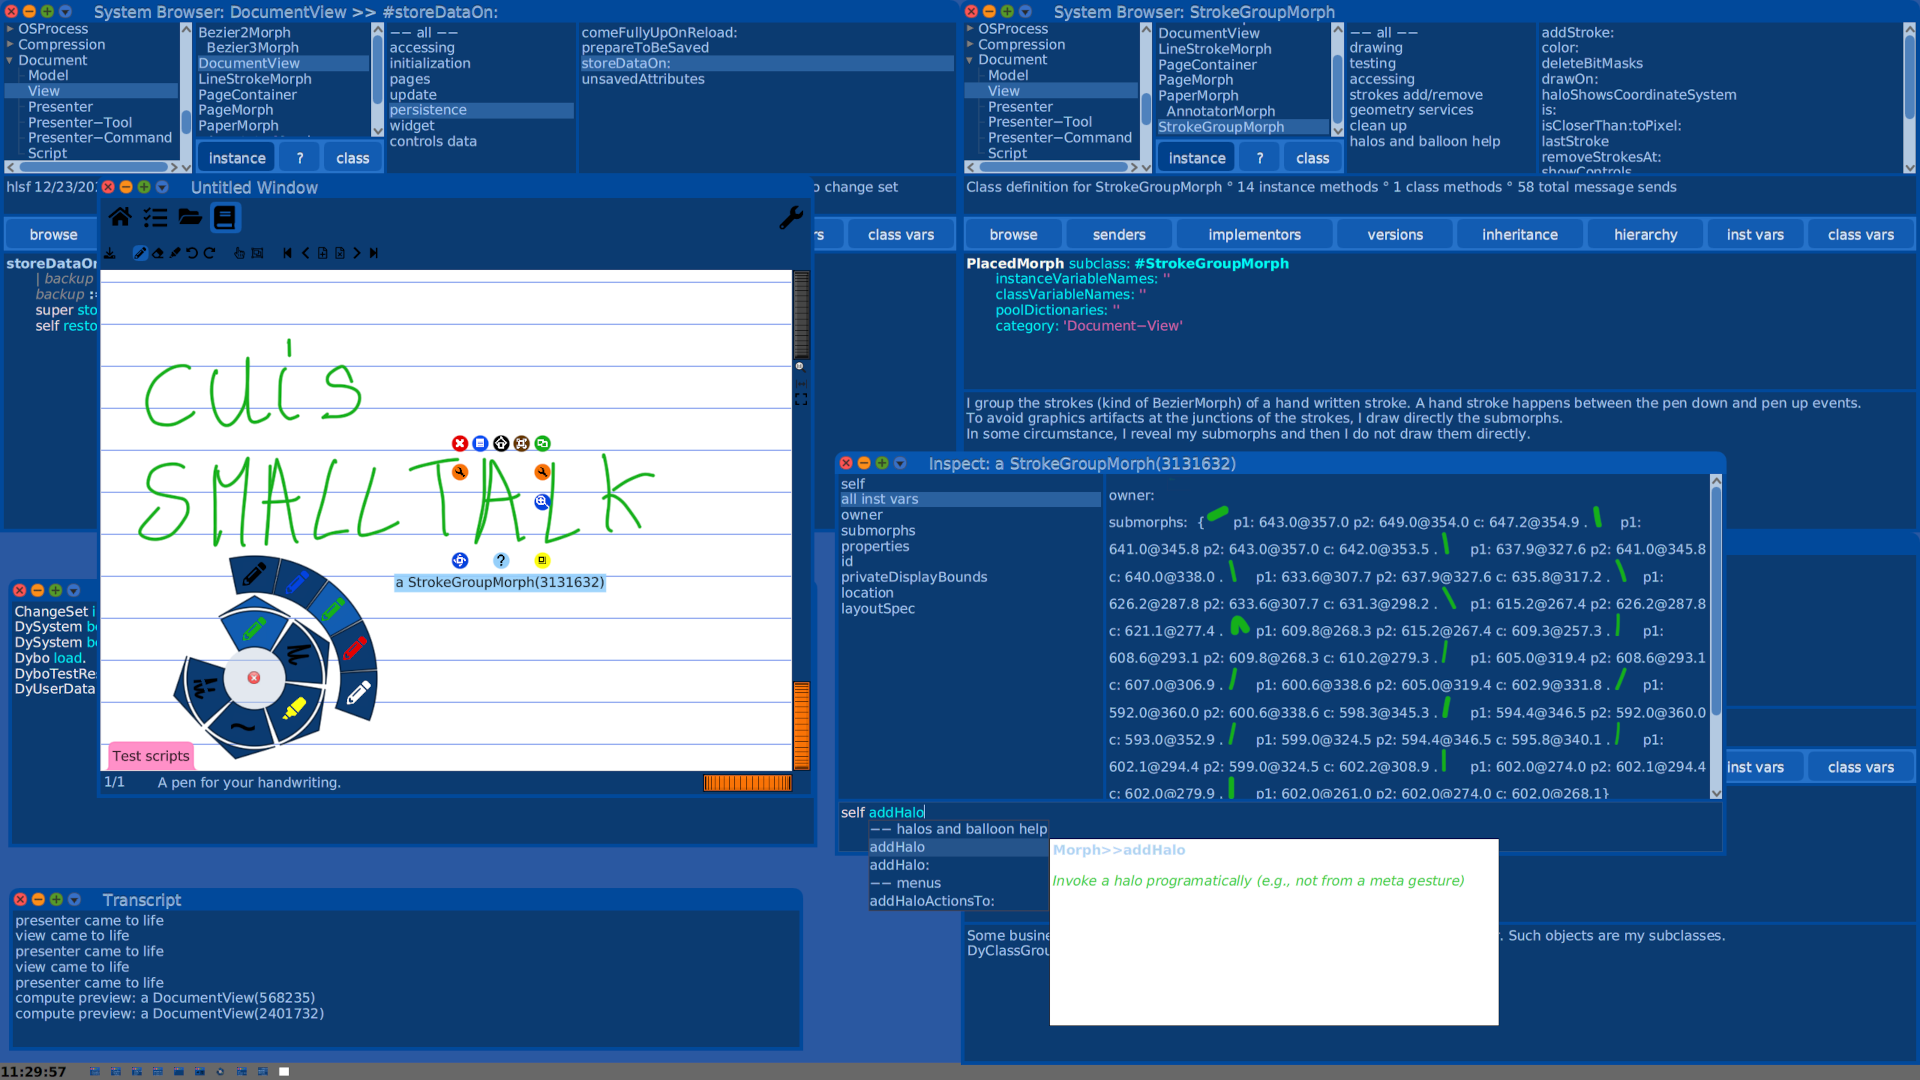 System Browser: DocumentView >> #storeDataOn:
OSProcess
Compression
Document
Model
View
Presenter
Presenter−Tool
Presenter−Command
Script
Bezier2Morph
Bezier3Morph
DocumentView
LineStrokeMorph
PageContainer
PageMorph
PaperMorph
instance
?
class
−− all −−
accessing
initialization
pages
update
persistence
widget
controls data
comeFullyUpOnReload:
prepareToBeSaved
storeDataOn:
unsavedAttributes
hlsf 12/23/20
o change set
browse
rs
class vars
storeDataOn
| backup
backup :
super sto
self resto
Untitled Window
cuis
SMALLTALK
a StrokeGroupMorph(3131632)
Test scripts
1/1 A pen for your handwriting.
ChangeSet i
DySystem b
DySystem b
Dybo load.
DyboTestRe
DyUserData
Transcript
presenter came to life
view came to life
presenter came to life
view came to life
presenter came to life
compute preview: a DocumentView(568235)
compute preview: a DocumentView(2401732)
System Browser: StrokeGroupMorph
OSProcess
Compression
Document
Model
View
Presenter
Presenter−Tool
Presenter−Command
Script
DocumentView
LineStrokeMorph
PageContainer
PageMorph
PaperMorph
AnnotatorMorph
StrokeGroupMorph
instance
?
class
−− all −−
drawing
testing
accessing
strokes add/remove
geometry services
clean up
halos and balloon help
addStroke:
color:
deleteBitMasks
drawOn:
haloShowsCoordinateSystem
is:
isCloserThan:toPixel:
lastStroke
removeStrokesAt:
showControls
Class definition for StrokeGroupMorph ° 14 instance methods ° 1 class methods ° 58 total message sends
browse
senders
implementors
versions
inheritance
hierarchy
inst vars
class vars
PlacedMorph subclass: #StrokeGroupMorph
instanceVariableNames: ''
classVariableNames: ''
poolDictionaries: ''
category: 'Document−View'
I group the strokes (kind of BezierMorph) of a hand written stroke. A hand stroke happens between the pen down and pen up events.
To avoid graphics artifacts at the junctions of the strokes, I draw directly the submorphs.
In some circumstance, I reveal my submorphs and then I do not draw them directly.
Inspect: a StrokeGroupMorph(3131632)
self
all inst vars
owner
submorphs
properties
id
privateDisplayBounds
location
layoutSpec
owner:
submorphs: { p1: 643.0@357.0 p2: 649.0@354.0 c: 647.2@354.9 . p1:
641.0@345.8 p2: 643.0@357.0 c: 642.0@353.5 . p1: 637.9@327.6 p2: 641.0@345.8
c: 640.0@338.0 . p1: 633.6@307.7 p2: 637.9@327.6 c: 635.8@317.2 . p1:
626.2@287.8 p2: 633.6@307.7 c: 631.3@298.2 . p1: 615.2@267.4 p2: 626.2@287.8
c: 621.1@277.4 . p1: 609.8@268.3 p2: 615.2@267.4 c: 609.3@257.3 . p1:
608.6@293.1 p2: 609.8@268.3 c: 610.2@279.3 . p1: 605.0@319.4 p2: 608.6@293.1
c: 607.0@306.9 . p1: 600.6@338.6 p2: 605.0@319.4 c: 602.9@331.8 . p1:
592.0@360.0 p2: 600.6@338.6 c: 598.3@345.3 . p1: 594.4@346.5 p2: 592.0@360.0
c: 593.0@352.9 . p1: 599.0@324.5 p2: 594.4@346.5 c: 595.8@340.1 . p1:
602.1@294.4 p2: 599.0@324.5 c: 602.2@308.9 . p1: 602.0@274.0 p2: 602.1@294.4
c: 602.0@279.9 . p1: 602.0@261.0 p2: 602.0@274.0 c: 602.0@268.1}
self addHalo
−− halos and balloon help
addHalo
addHalo:
−− menus
addHaloActionsTo:
Morph>>addHalo
Invoke a halo programatically (e.g., not from a meta gesture)
inst vars
class vars
Some busine
. Such objects are my subclasses.
DyClassGrou
11:29:57